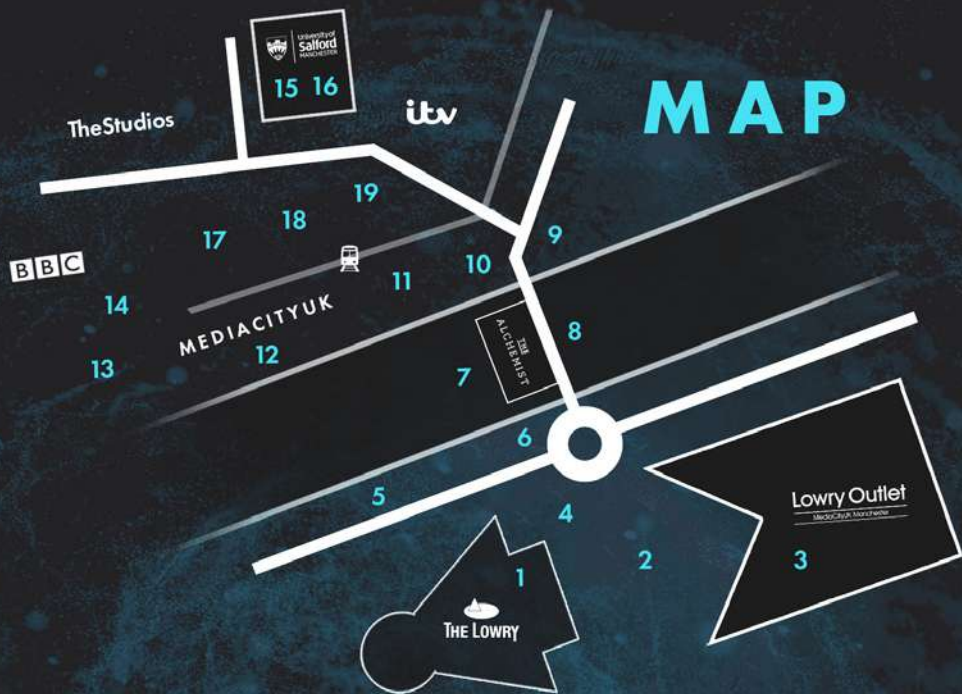 MAP
University of
Salford
MANCHESTER
15 16
itv
TheStudios
19
18
17
9
10
BBC
11
14
MEDIACITYUK
8
THE
ALCHEMIST
12
13
7
6
Lowry Outlet
MediaCityUK Manchester
5
4
2
3
1
THE LOWRY